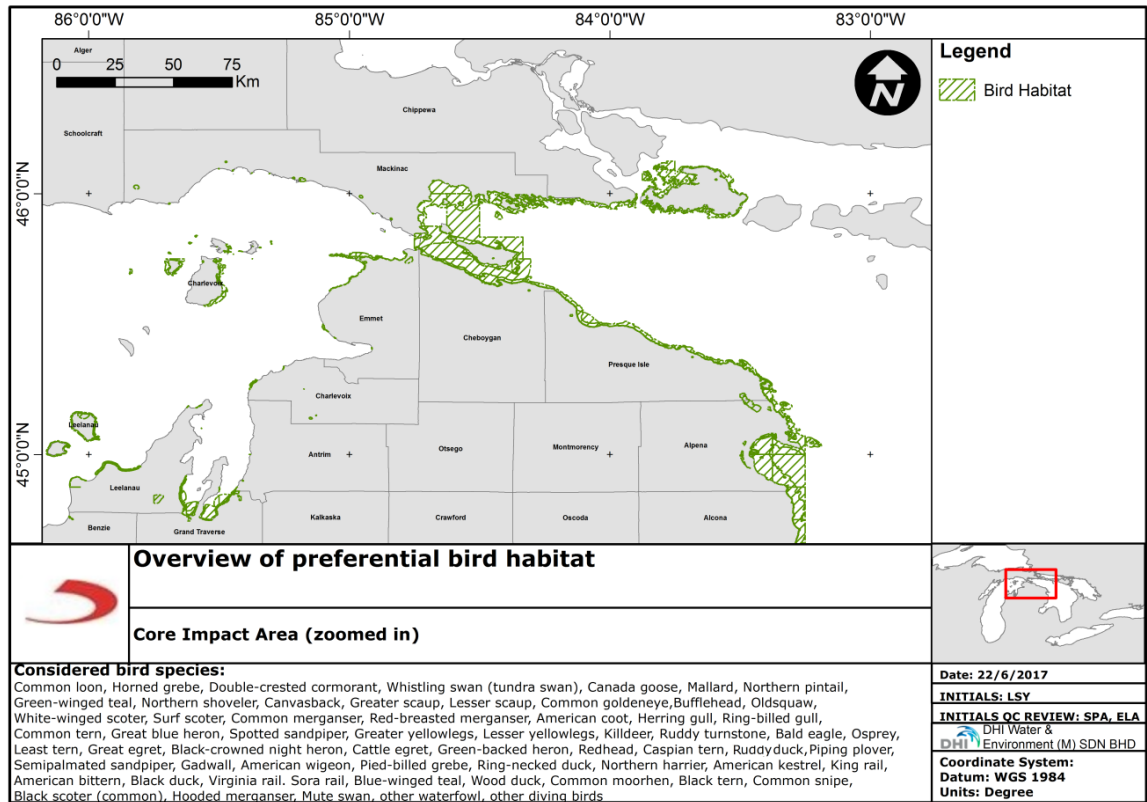 86°0'0"W 85°0'0"W 84°0'0"W 83°0'0"W
Alger
0 25 50 75
Km
N
Legend
Bird Habitat
Chippewa
Schoolcraft
Mackinac
46°0'0"N
Charlevoix
Emmet
Cheboygan
Presque Isle
Charlevoix
Leelanau
45°0'0"N
Antrim
Otsego
Montmorency
Alpena
Leelanau
Benzie
Grand Traverse
Kalkaska
Crawford
Oscoda
Alcona
Overview of preferential bird habitat
Core Impact Area (zoomed in)
Considered bird species:
Common loon, Horned grebe, Double-crested cormorant, Whistling swan (tundra swan), Canada goose, Mallard, Northern pintail,
Green-winged teal, Northern shoveler, Canvasback, Greater scaup, Lesser scaup, Common goldeneye,Bufflehead, Oldsquaw,
White-winged scoter, Surf scoter, Common merganser, Red-breasted merganser, American coot, Herring gull, Ring-billed gull,
Common tern, Great blue heron, Spotted sandpiper, Greater yellowlegs, Lesser yellowlegs, Killdeer, Ruddy turnstone, Bald eagle, Osprey,
Least tern, Great egret, Black-crowned night heron, Cattle egret, Green-backed heron, Redhead, Caspian tern, Ruddyduck,Piping plover,
Semipalmated sandpiper, Gadwall, American wigeon, Pied-billed grebe, Ring-necked duck, Northern harrier, American kestrel, King rail,
American bittern, Black duck, Virginia rail. Sora rail, Blue-winged teal, Wood duck, Common moorhen, Black tern, Common snipe,
Black scoter (common), Hooded merganser, Mute swan, other waterfowl, other diving birds
Date: 22/6/2017
INITIALS: LSY
INITIALS QC REVIEW: SPA, ELA
DHI
DHI Water &
Environment (M) SDN BHD
Coordinate System:
Datum: WGS 1984
Units: Degree